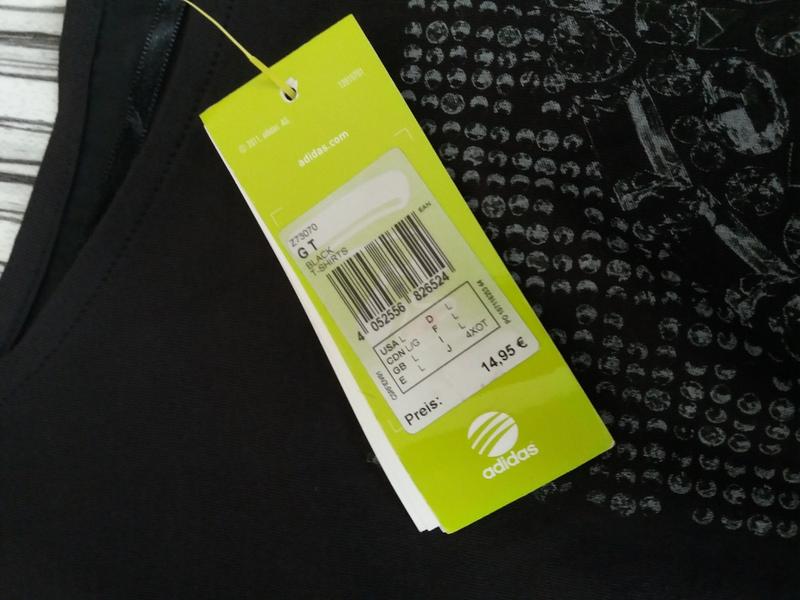 © 2011, adidas AG.
adidas.com
Z73070
G T
BLACK
T-SHIRTS
EAN
4 052556 826524
USA L D L
CDN L/G F L
GB L I L
E L J 4XOT
Preis: 14,95 €
adidas